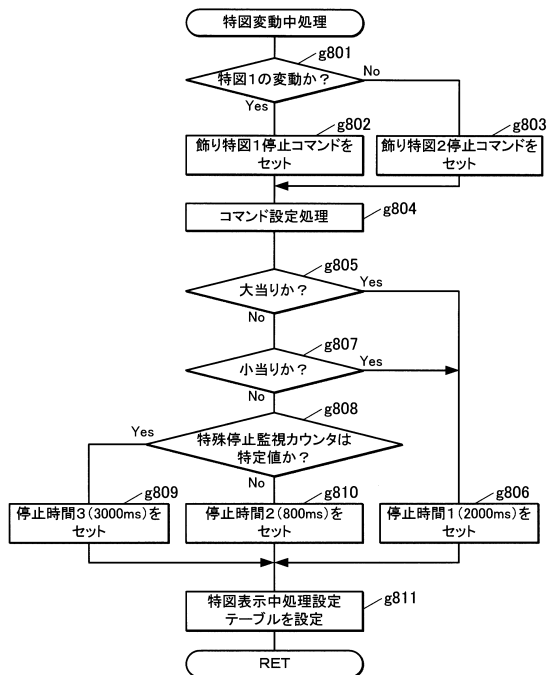 特図変動中処理
g801
特図1の変動か？
No
Yes
g802
g803
飾り特図1停止コマンドを
セット
飾り特図2停止コマンドを
セット
g804
コマンド設定処理
g805
大当りか？
Yes
No
g807
小当りか？
Yes
No
g808
Yes
特殊停止監視カウンタは
特定値か？
No
g809
g810
g806
停止時間3(3000ms)を
セット
停止時間2(800ms)を
セット
停止時間1(2000ms)を
セット
g811
特図表示中処理設定
テーブルを設定
RET